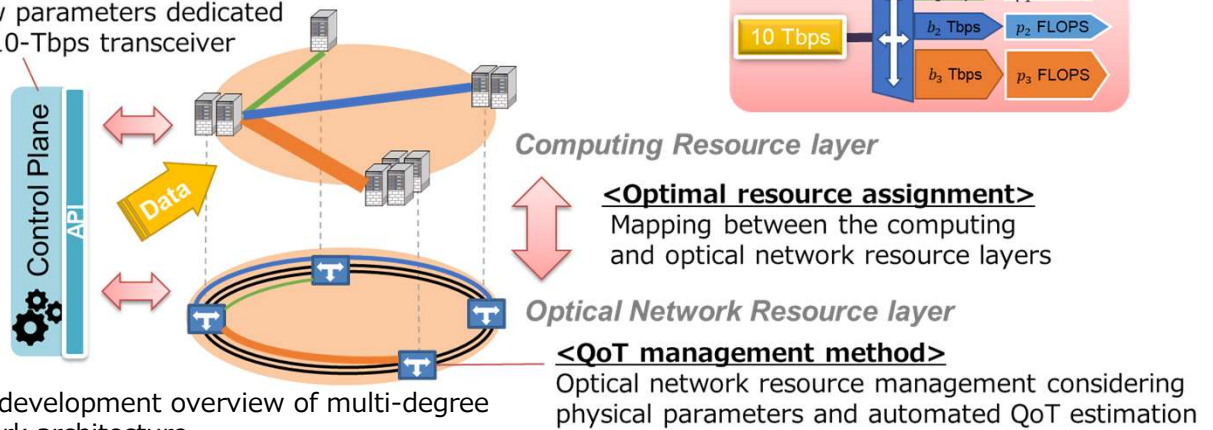 parameters dedicated
10-Tbps transceiver
10 Tbps
b₂ Tbps
p₂ FLOPS
b₃ Tbps
p₃ FLOPS
Control Plane
API
Data
Computing Resource layer
<Optimal resource assignment>
Mapping between the computing
and optical network resource layers
Optical Network Resource layer
<QoT management method>
Optical network resource management considering
physical parameters and automated QoT estimation
development overview of multi-degree
architecture